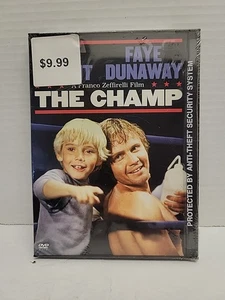 $9.99
FAYE
T DUNAWAY
A Franco Zeffirelli Film
THE CHAMP
PROTECTED BY ANTI-THEFT SECURITY SYSTEM
DVD